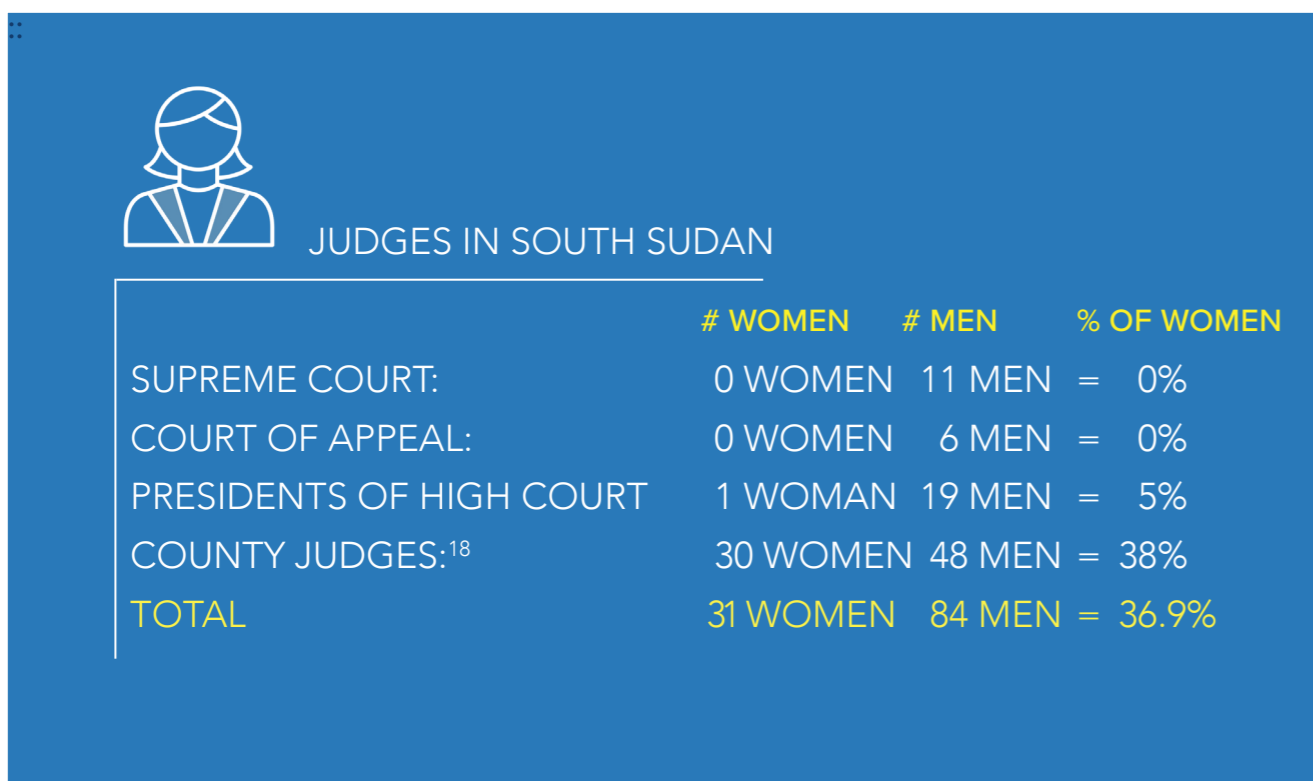 JUDGES IN SOUTH SUDAN
# WOMEN # MEN % OF WOMEN
SUPREME COURT: 0 WOMEN 11 MEN = 0%
COURT OF APPEAL: 0 WOMEN 6 MEN = 0%
PRESIDENTS OF HIGH COURT 1 WOMAN 19 MEN = 5%
COUNTY JUDGES:18 30 WOMEN 48 MEN = 38%
TOTAL 31 WOMEN 84 MEN = 36.9%